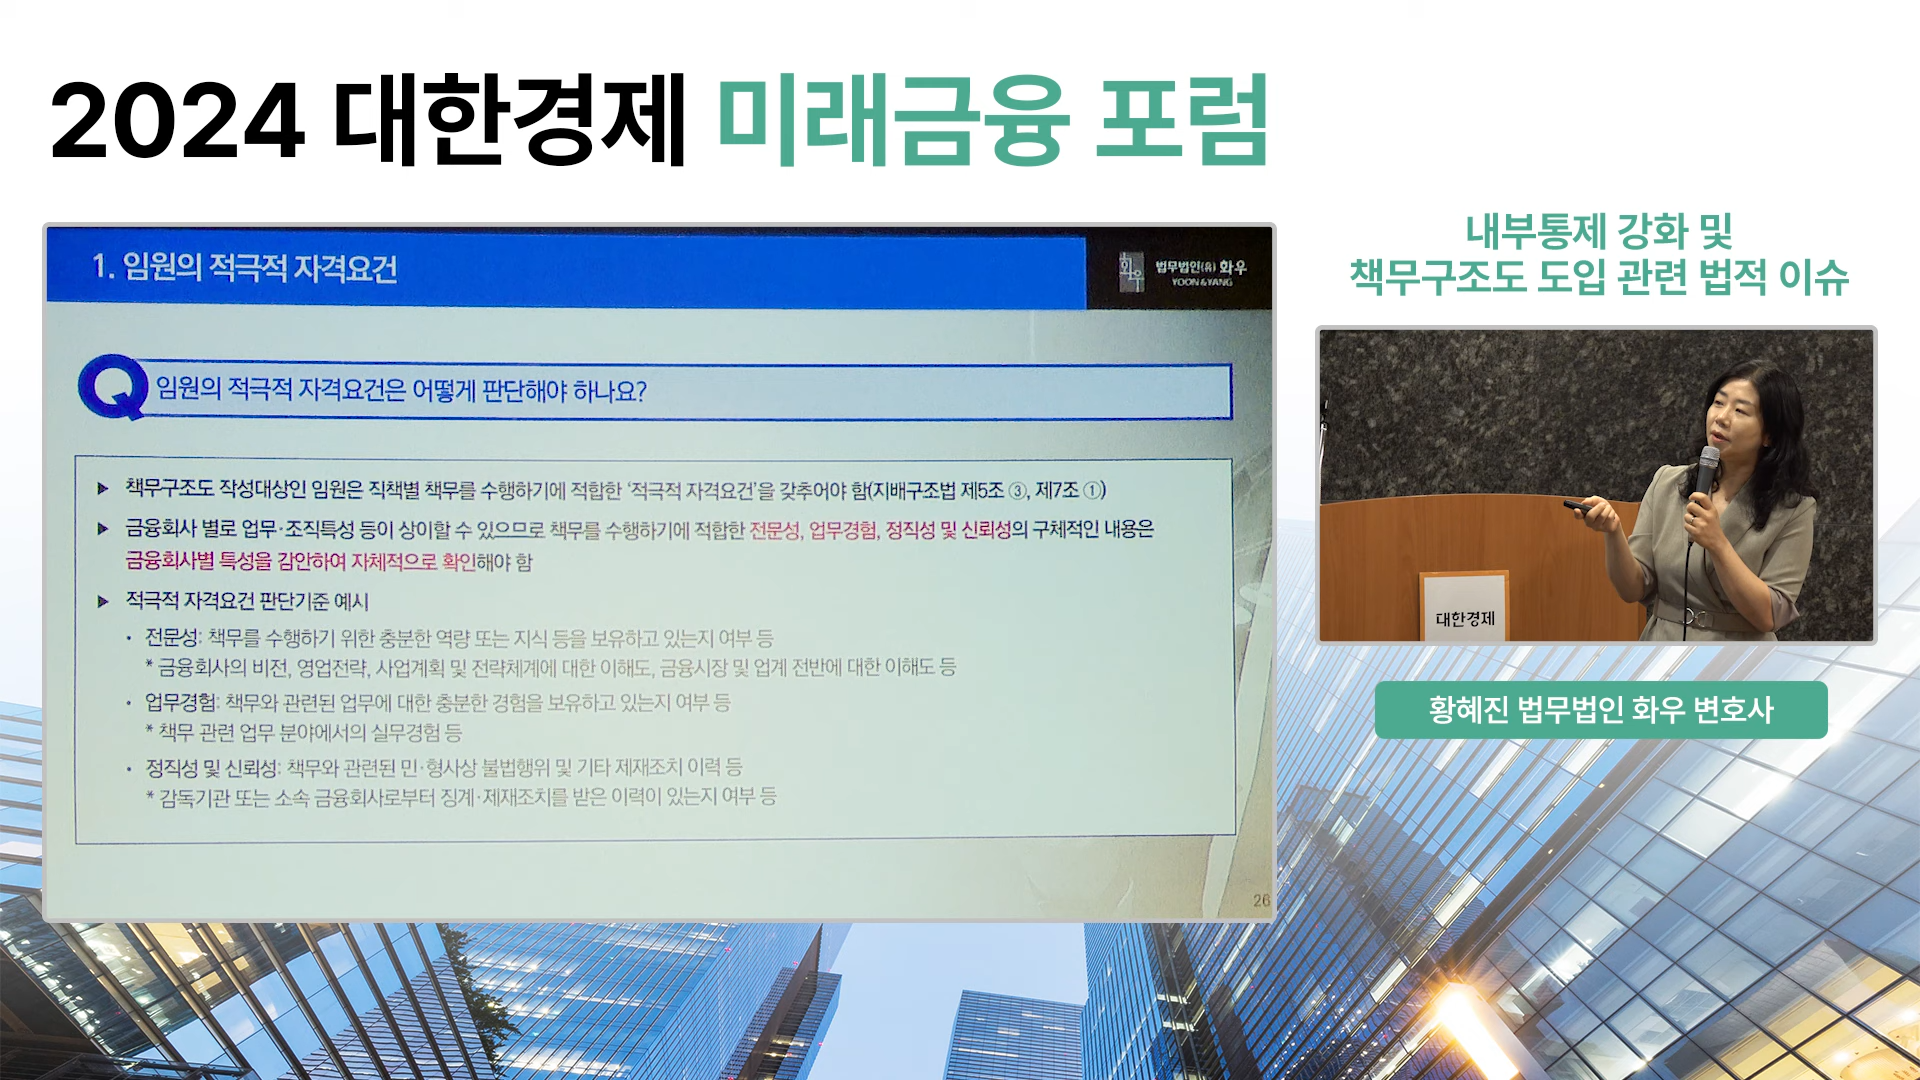 2024 대한경제 미래금융 포럼
1. 임원의 적극적 자격요건
화우
법무법인(유) 화우
YOON & YANG
Q 임원의 적극적 자격요건은 어떻게 판단해야 하나요?
▶ 책무구조도 작성대상인 임원은 직책별 책무를 수행하기에 적합한 '적극적 자격요건'을 갖추어야 함(지배구조법 제5조 ③, 제7조 ①)
▶ 금융회사 별로 업무·조직특성 등이 상이할 수 있으므로 책무를 수행하기에 적합한 전문성, 업무경험, 정직성 및 신뢰성의 구체적인 내용은
금융회사별 특성을 감안하여 자체적으로 확인해야 함
▶ 적극적 자격요건 판단기준 예시
• 전문성: 책무를 수행하기 위한 충분한 역량 또는 지식 등을 보유하고 있는지 여부 등
* 금융회사의 비전, 영업전략, 사업계획 및 전략체계에 대한 이해도, 금융시장 및 업계 전반에 대한 이해도 등
• 업무경험: 책무와 관련된 업무에 대한 충분한 경험을 보유하고 있는지 여부 등
* 책무 관련 업무 분야에서의 실무경험 등
• 정직성 및 신뢰성: 책무와 관련된 민·형사상 불법행위 및 기타 제재조치 이력 등
* 감독기관 또는 소속 금융회사로부터 징계·제재조치를 받은 이력이 있는지 여부 등
26
내부통제 강화 및
책무구조도 도입 관련 법적 이슈
대한경제
황혜진 법무법인 화우 변호사